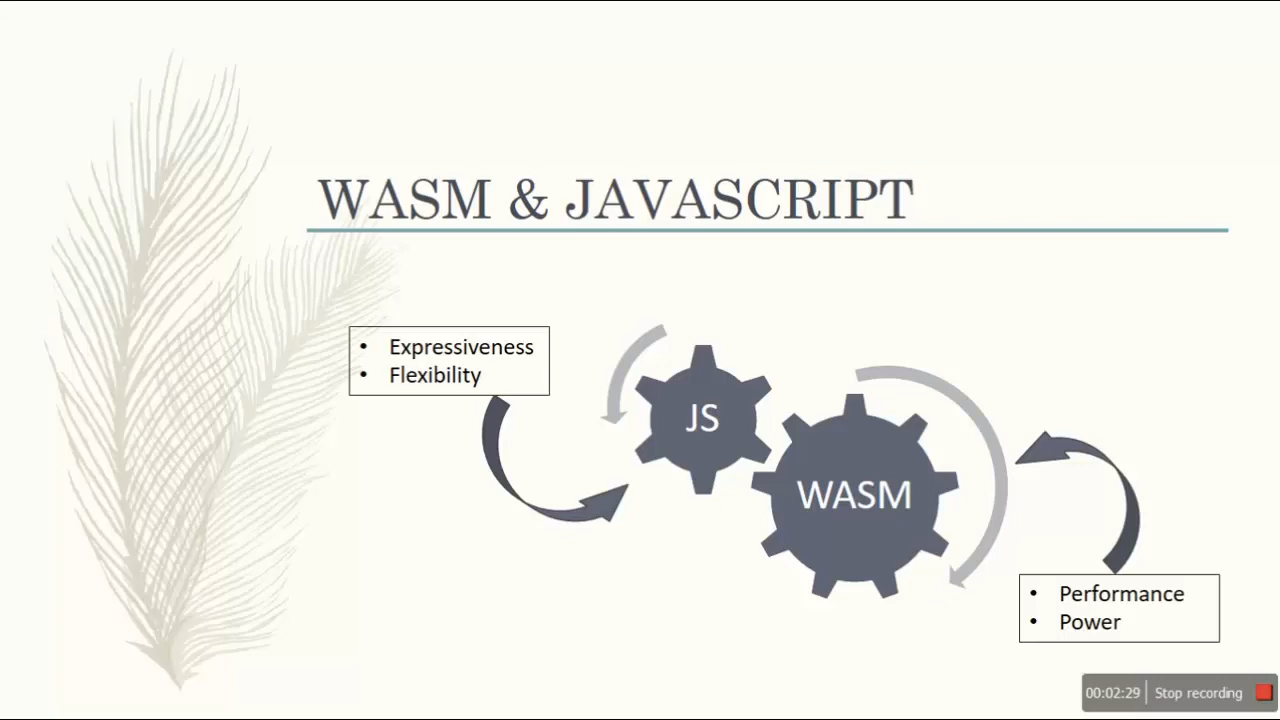 WASM & JAVASCRIPT
• Expressiveness
• Flexibility
JS
WASM
• Performance
• Power
00:02:29 Stop recording